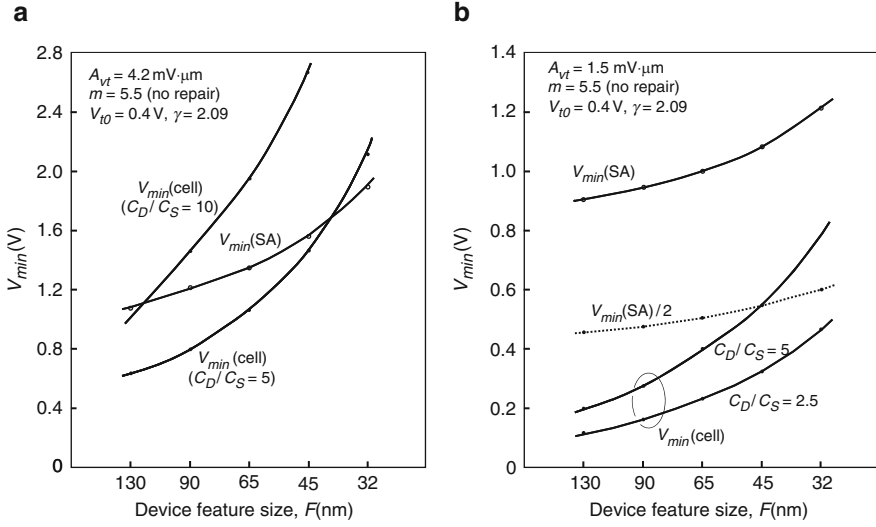 a
2.8
2.4
2.0
1.6
1.2
0.8
0.4
0
V_min(V)
A_vt = 4.2 mV·μm
m = 5.5 (no repair)
V_t0 = 0.4 V, γ = 2.09
V_min(cell)
(C_D/C_S = 10)
V_min(SA)
V_min(cell)
(C_D/C_S = 5)
130 90 65 45 32
Device feature size, F(nm)
b
1.4
1.2
1.0
0.8
0.6
0.4
0.2
0
V_min(V)
A_vt = 1.5 mV·μm
m = 5.5 (no repair)
V_t0 = 0.4 V, γ = 2.09
V_min(SA)
V_min(SA)/2
C_D/C_S = 5
C_D/C_S = 2.5
V_min(cell)
130 90 65 45 32
Device feature size, F(nm)